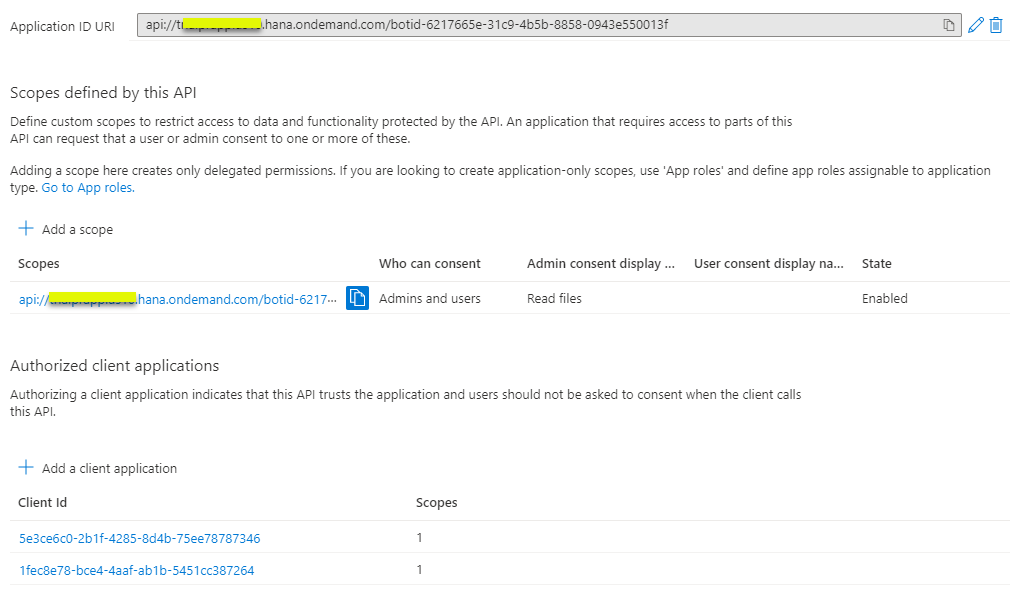 Application ID URI
api://t .hana.ondemand.com/botid-6217665e-31c9-4b5b-8858-0943e550013f
Scopes defined by this API
Define custom scopes to restrict access to data and functionality protected by the API. An application that requires access to parts of this
API can request that a user or admin consent to one or more of these.
Adding a scope here creates only delegated permissions. If you are looking to create application-only scopes, use 'App roles' and define app roles assignable to application
type. Go to App roles.
Add a scope
Scopes Who can consent Admin consent display ... User consent display na... State
api:// .hana.ondemand.com/botid-6217... Admins and users Read files Enabled
Authorized client applications
Authorizing a client application indicates that this API trusts the application and users should not be asked to consent when the client calls
this API.
Add a client application
Client Id Scopes
5e3ce6c0-2b1f-4285-8d4b-75ee78787346 1
1fec8e78-bce4-4aaf-ab1b-5451cc387264 1